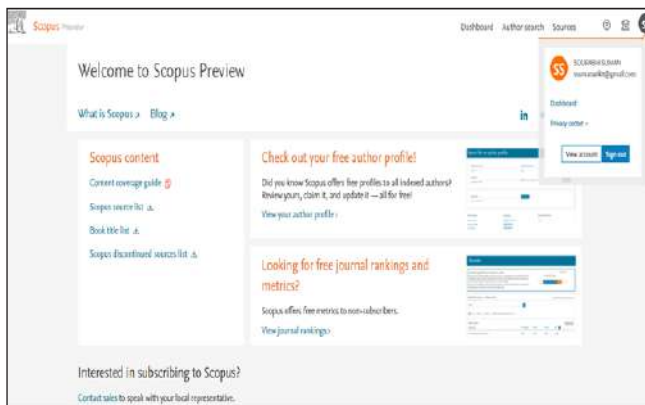 Scopus Preview
Dashboard Author search Sources
Welcome to Scopus Preview
What is Scopus Blog
in
SS
SOURABH SUMAN
Dashboard
Privacy center
View account Sign out
Scopus content
Content coverage guide
Scopus source list
Book title list
Scopus discontinued sources list
Check out your free author profile!
Did you know Scopus offers free profiles to all indexed authors?
Review yours, claim it, and update it — all for free!
View your author profile
Looking for free journal rankings and
metrics?
Scopus offers free metrics to non-subscribers.
View journal rankings
Interested in subscribing to Scopus?
Contact sales to speak with your local representative.